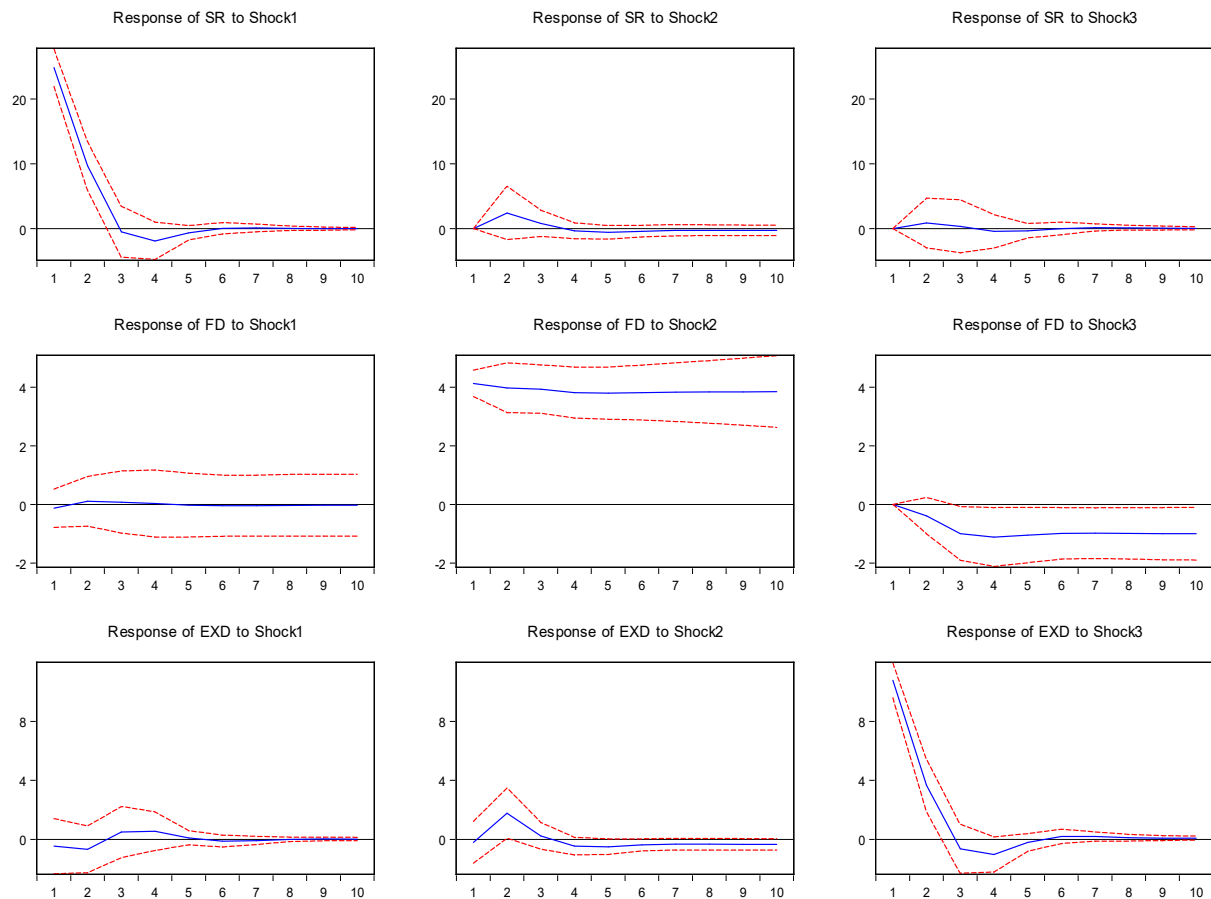 Response of SR to Shock1
Response of SR to Shock2
Response of SR to Shock3
20
10
0
1 2 3 4 5 6 7 8 9 10
20
10
0
1 2 3 4 5 6 7 8 9 10
20
10
0
1 2 3 4 5 6 7 8 9 10
Response of FD to Shock1
Response of FD to Shock2
Response of FD to Shock3
4
2
0
-2
1 2 3 4 5 6 7 8 9 10
4
2
0
-2
1 2 3 4 5 6 7 8 9 10
4
2
0
-2
1 2 3 4 5 6 7 8 9 10
Response of EXD to Shock1
Response of EXD to Shock2
Response of EXD to Shock3
8
4
0
1 2 3 4 5 6 7 8 9 10
8
4
0
1 2 3 4 5 6 7 8 9 10
8
4
0
1 2 3 4 5 6 7 8 9 10